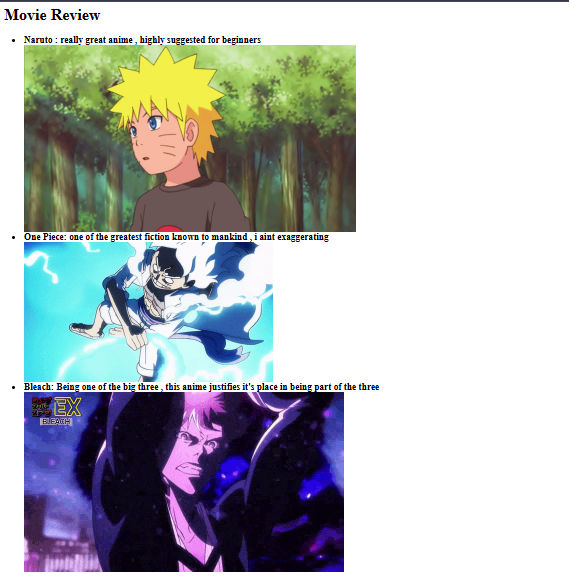 Movie Review
Naruto : really great anime , highly suggested for beginners
One Piece: one of the greatest fiction known to mankind , i aint exaggerating
Bleach: Being one of the big three , this anime justifies it's place in being part of the three
EX
BLEACH